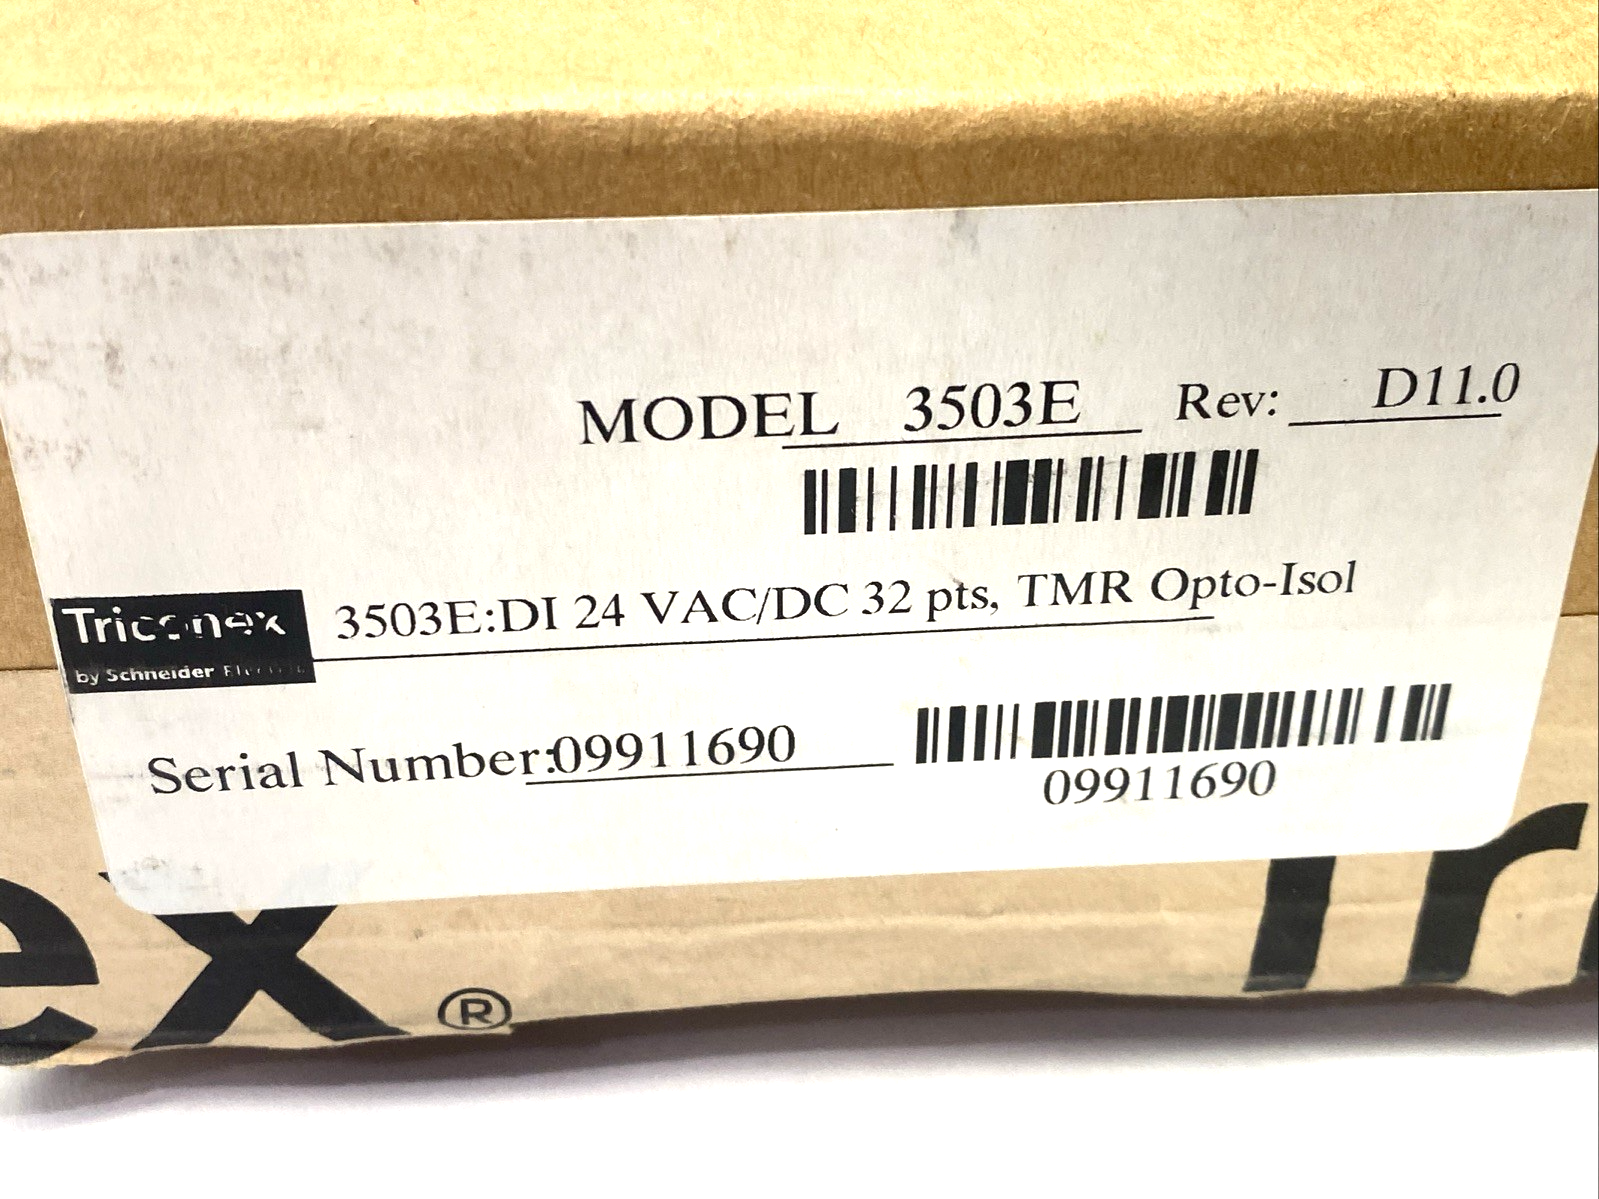 MODEL 3503E Rev: D11.0
Triconex
by Schneider Electric
3503E:DI 24 VAC/DC 32 pts, TMR Opto-Isol
Serial Number:09911690
09911690
ex ® Tr